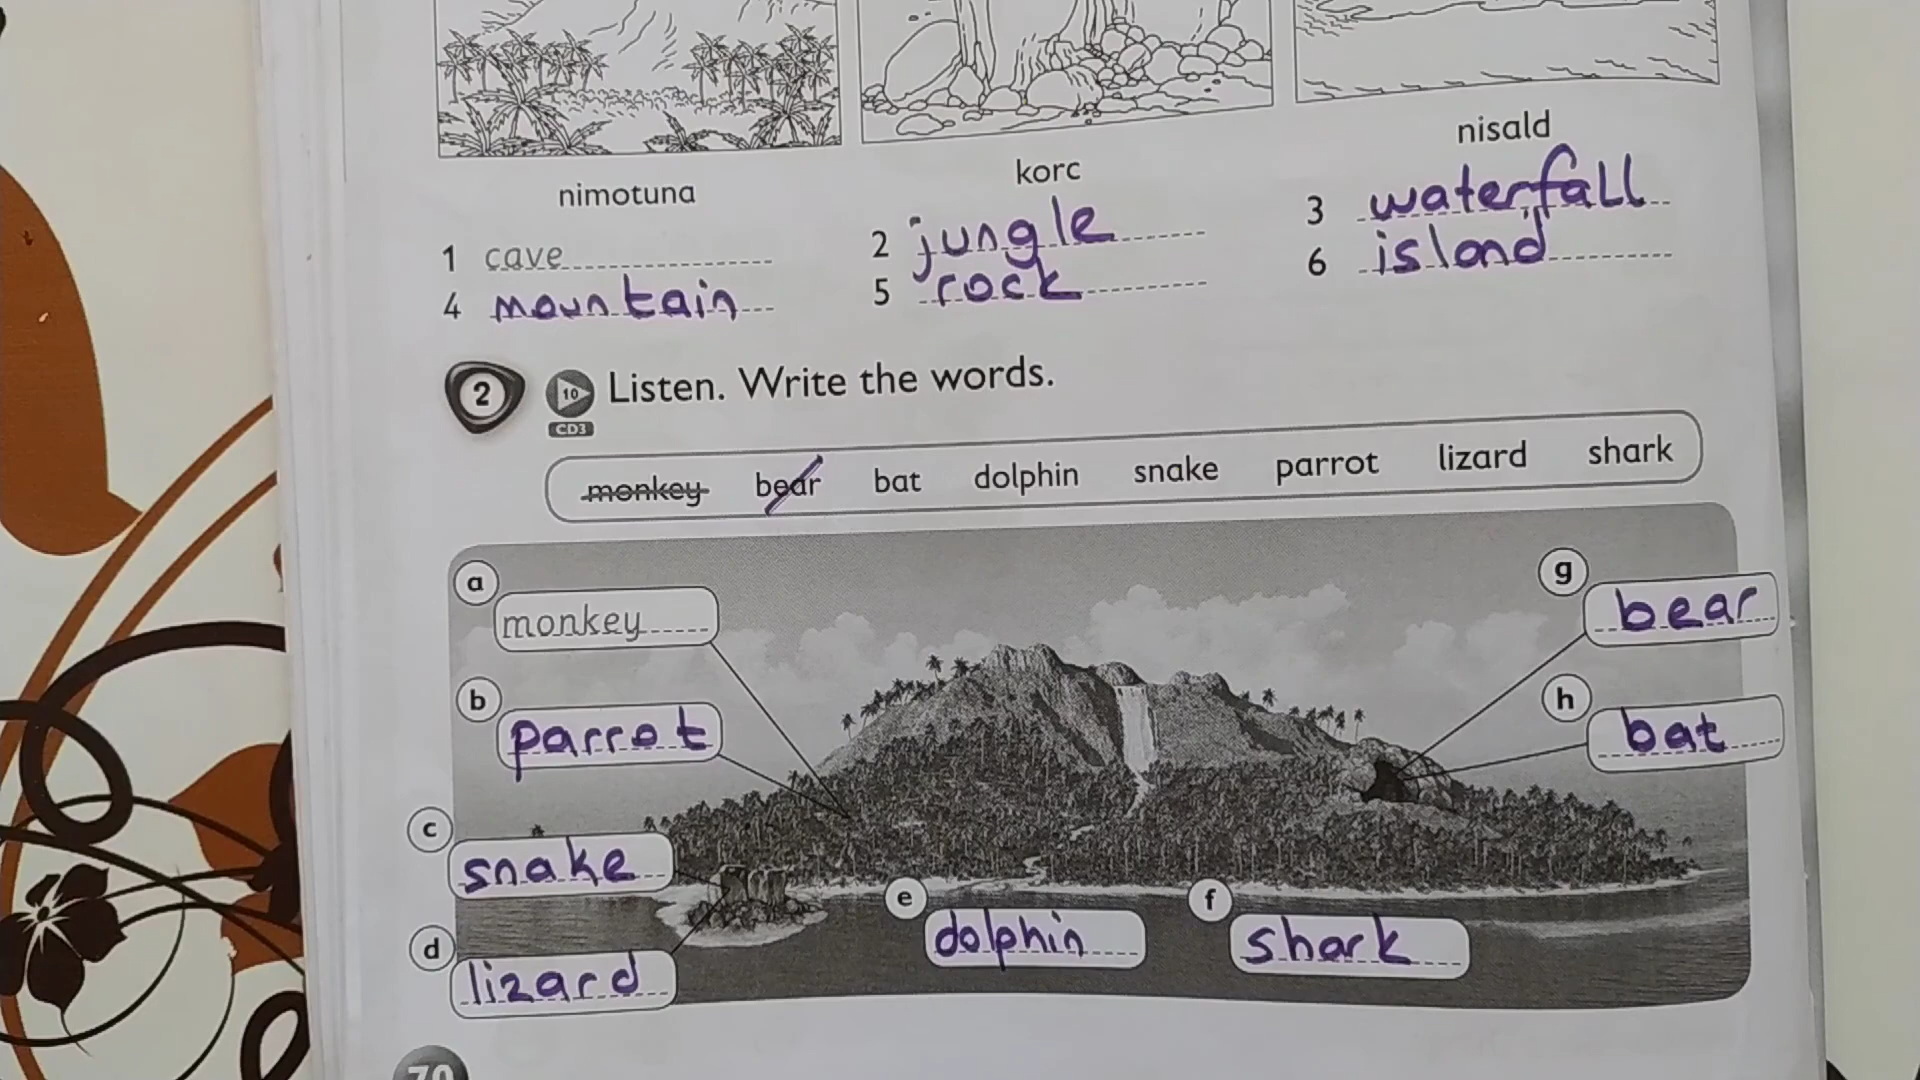 nimotuna korc nisald
1 cave 2 jungle 3 waterfall
4 mountain 5 rock 6 island
2 10 CD3 Listen. Write the words.
monkey bear bat dolphin snake parrot lizard shark
a monkey
b parrot
c snake
d lizard
e dolphin
f shark
g bear
h bat
70